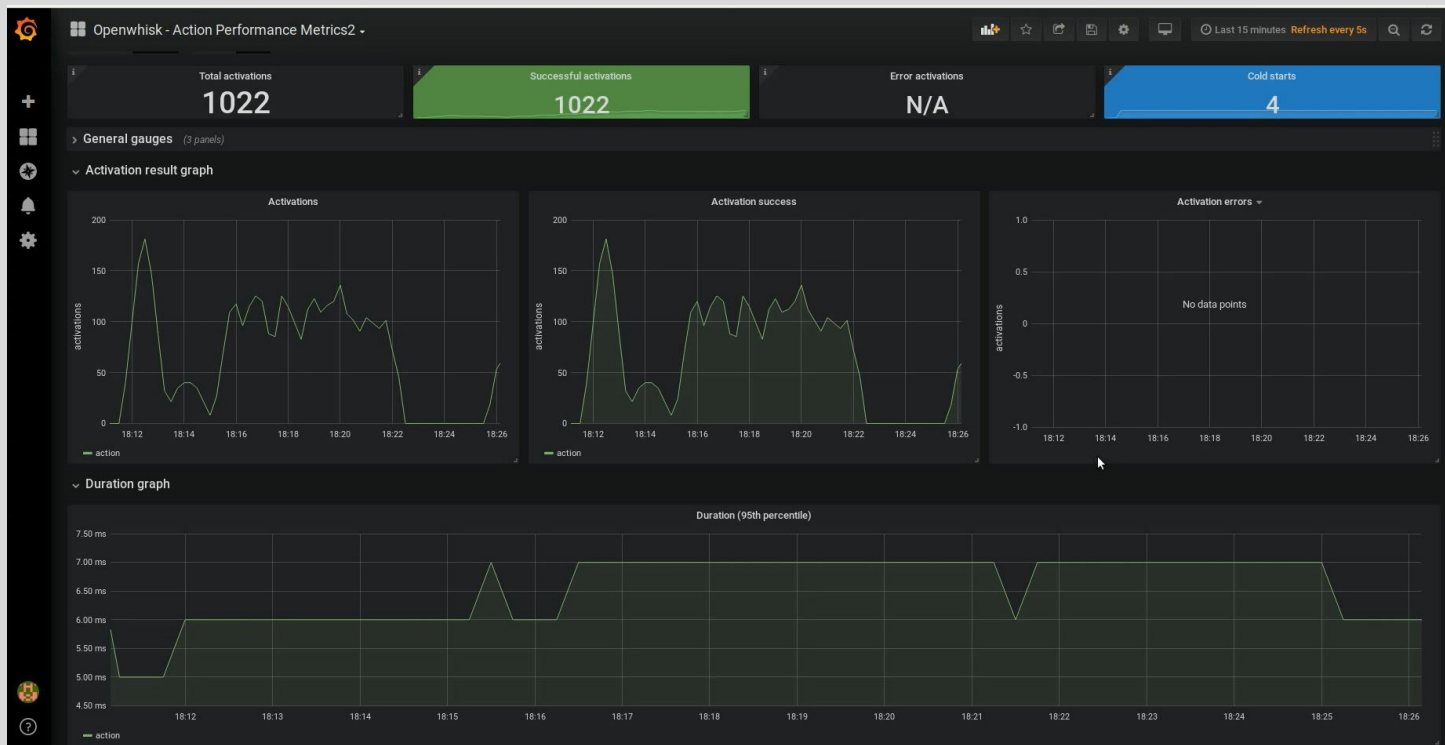 Openwhisk - Action Performance Metrics2
Last 15 minutes Refresh every 5s
Total activations
1022
Successful activations
1022
Error activations
N/A
Cold starts
4
General gauges (3 panels)
Activation result graph
Activations
200
150
100
50
0
activations
18:12 18:14 18:16 18:18 18:20 18:22 18:24 18:26
action
Activation success
200
150
100
50
0
activations
18:12 18:14 18:16 18:18 18:20 18:22 18:24 18:26
action
Activation errors
1.0
0.5
0
-0.5
-1.0
activations
No data points
18:12 18:14 18:16 18:18 18:20 18:22 18:24 18:26
Duration graph
Duration (95th percentile)
7.50 ms
7.00 ms
6.50 ms
6.00 ms
5.50 ms
5.00 ms
4.50 ms
18:12 18:13 18:14 18:15 18:16 18:17 18:18 18:19 18:20 18:21 18:22 18:23 18:24 18:25 18:26
action